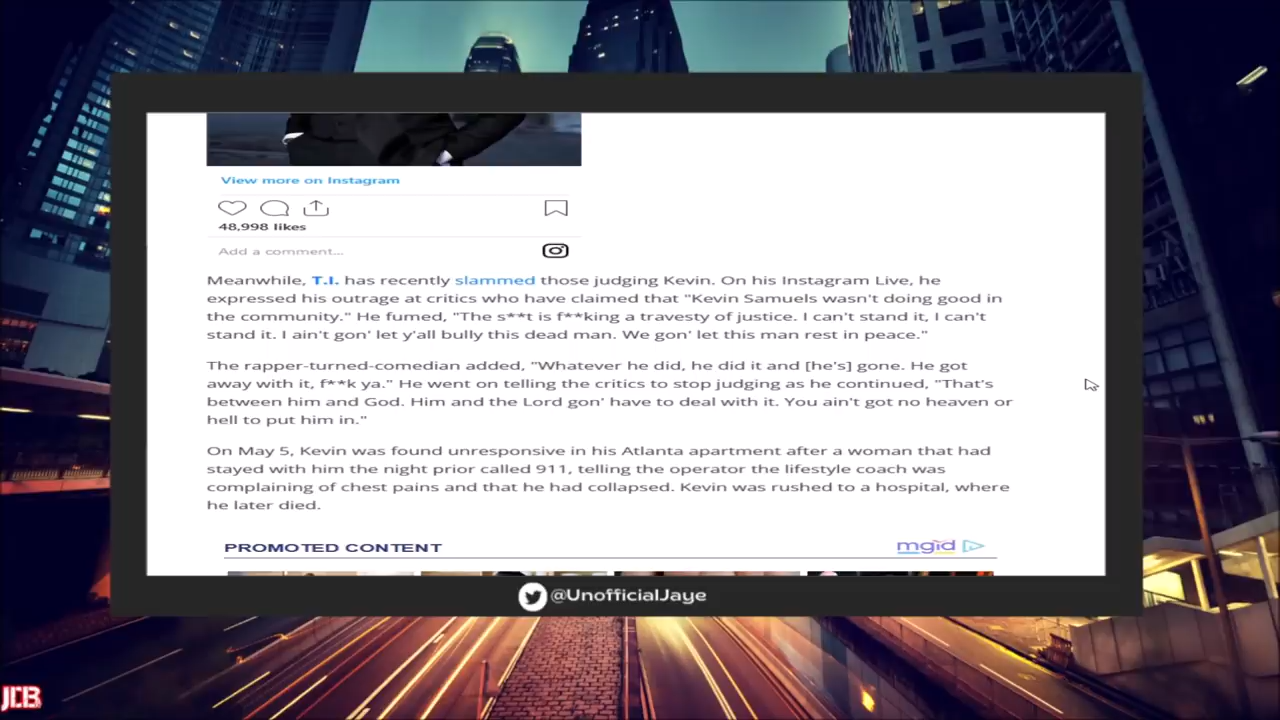 View more on Instagram
48,998 likes
Add a comment...
Meanwhile, T.I. has recently slammed those judging Kevin. On his Instagram Live, he
expressed his outrage at critics who have claimed that "Kevin Samuels wasn't doing good in
the community." He fumed, "The s**t is f**king a travesty of justice. I can't stand it, I can't
stand it. I ain't gon' let y'all bully this dead man. We gon' let this man rest in peace."
The rapper-turned-comedian added, "Whatever he did, he did it and [he's] gone. He got
away with it, f**k ya." He went on telling the critics to stop judging as he continued, "That's
between him and God. Him and the Lord gon' have to deal with it. You ain't got no heaven or
hell to put him in."
On May 5, Kevin was found unresponsive in his Atlanta apartment after a woman that had
stayed with him the night prior called 911, telling the operator the lifestyle coach was
complaining of chest pains and that he had collapsed. Kevin was rushed to a hospital, where
he later died.
PROMOTED CONTENT
mgid
@UnofficialJaye
JCB